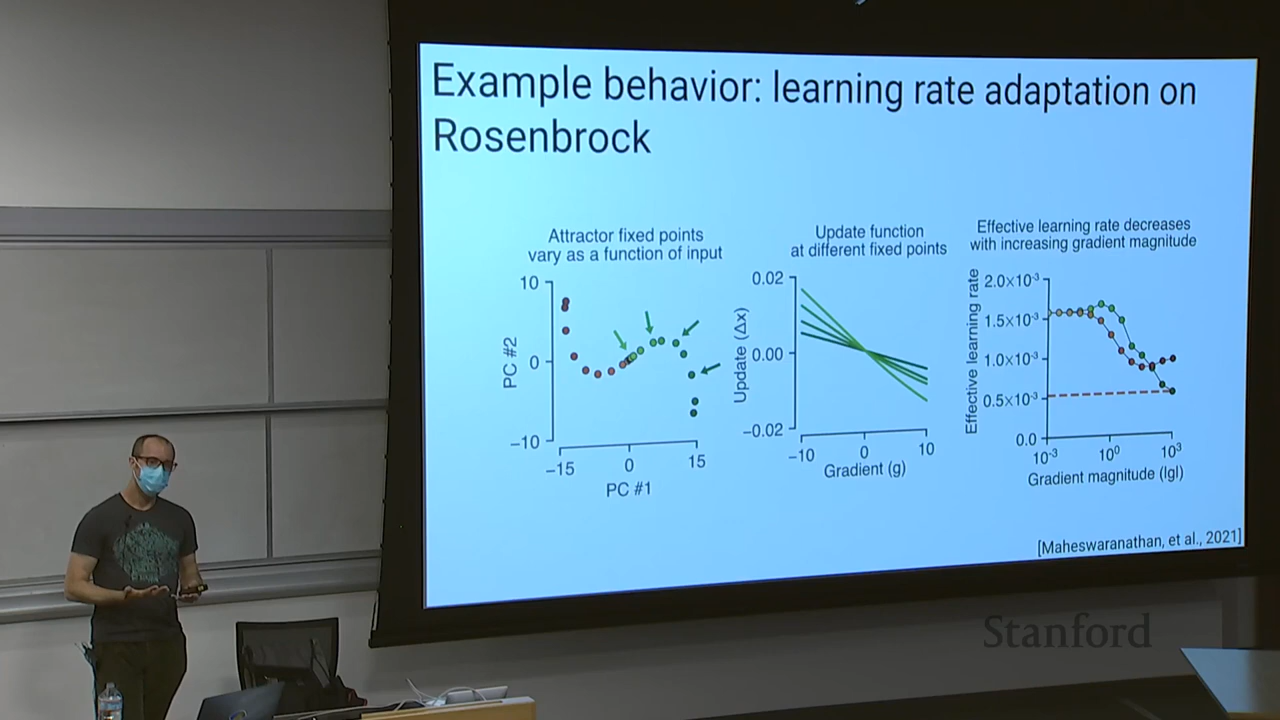 Example behavior: learning rate adaptation on
Rosenbrock
Attractor fixed points
vary as a function of input
10
0
−10
PC #2
−15
0
15
PC #1
Update function
at different fixed points
0.02
0.00
−0.02
Update (Δx)
−10
0
10
Gradient (g)
Effective learning rate decreases
with increasing gradient magnitude
2.0×10-3
1.5×10-3
1.0×10-3
0.5×10-3
0.0
Effective learning rate
10-3
100
103
Gradient magnitude (|g|)
[Maheswaranathan, et al., 2021]
Stanford